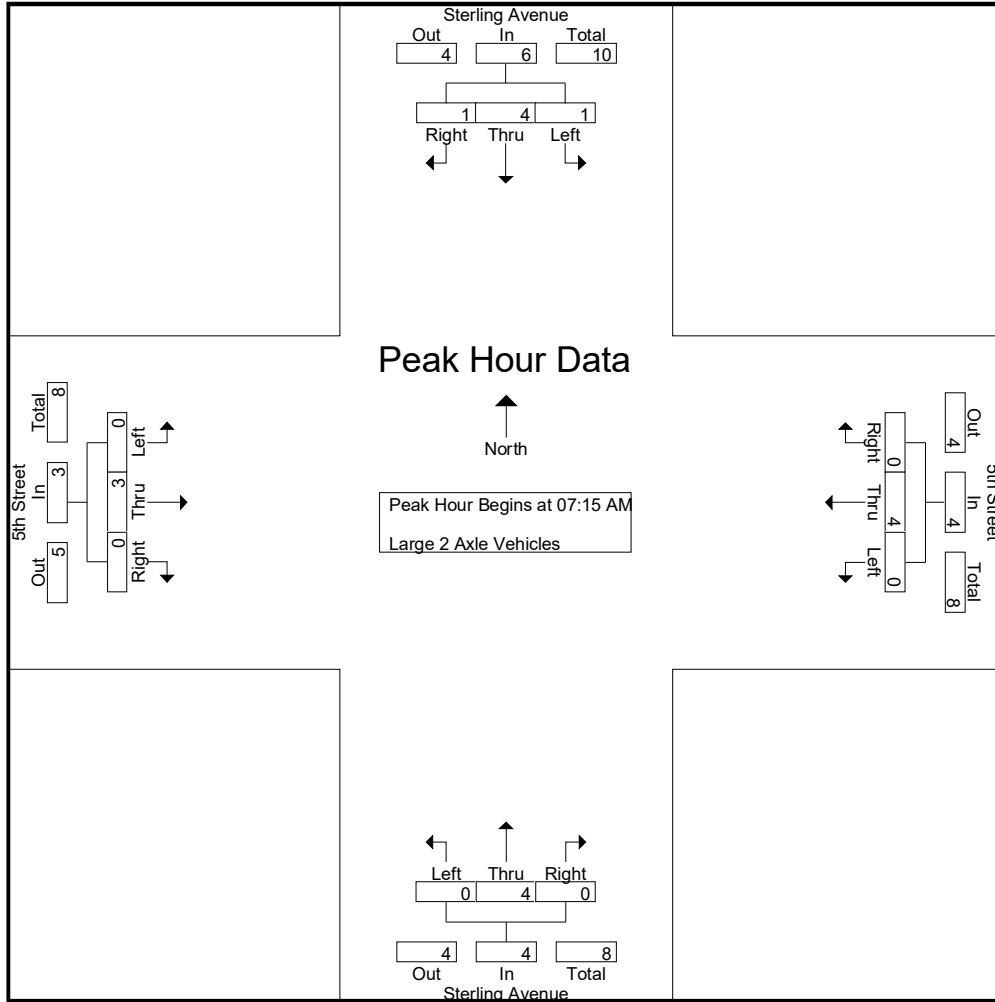 Sterling Avenue
Out In Total
4 6 10
1 4 1
Right Thru Left
Peak Hour Data
North
Peak Hour Begins at 07:15 AM
Large 2 Axle Vehicles
5th Street
Total In Out
8 3 5
0 3 0
Left Thru Right
Right Thru Left
0 4 0
4 4 8
Out In Total
5th Street
Left Thru Right
0 4 0
4 4 8
Out In Total
Sterling Avenue